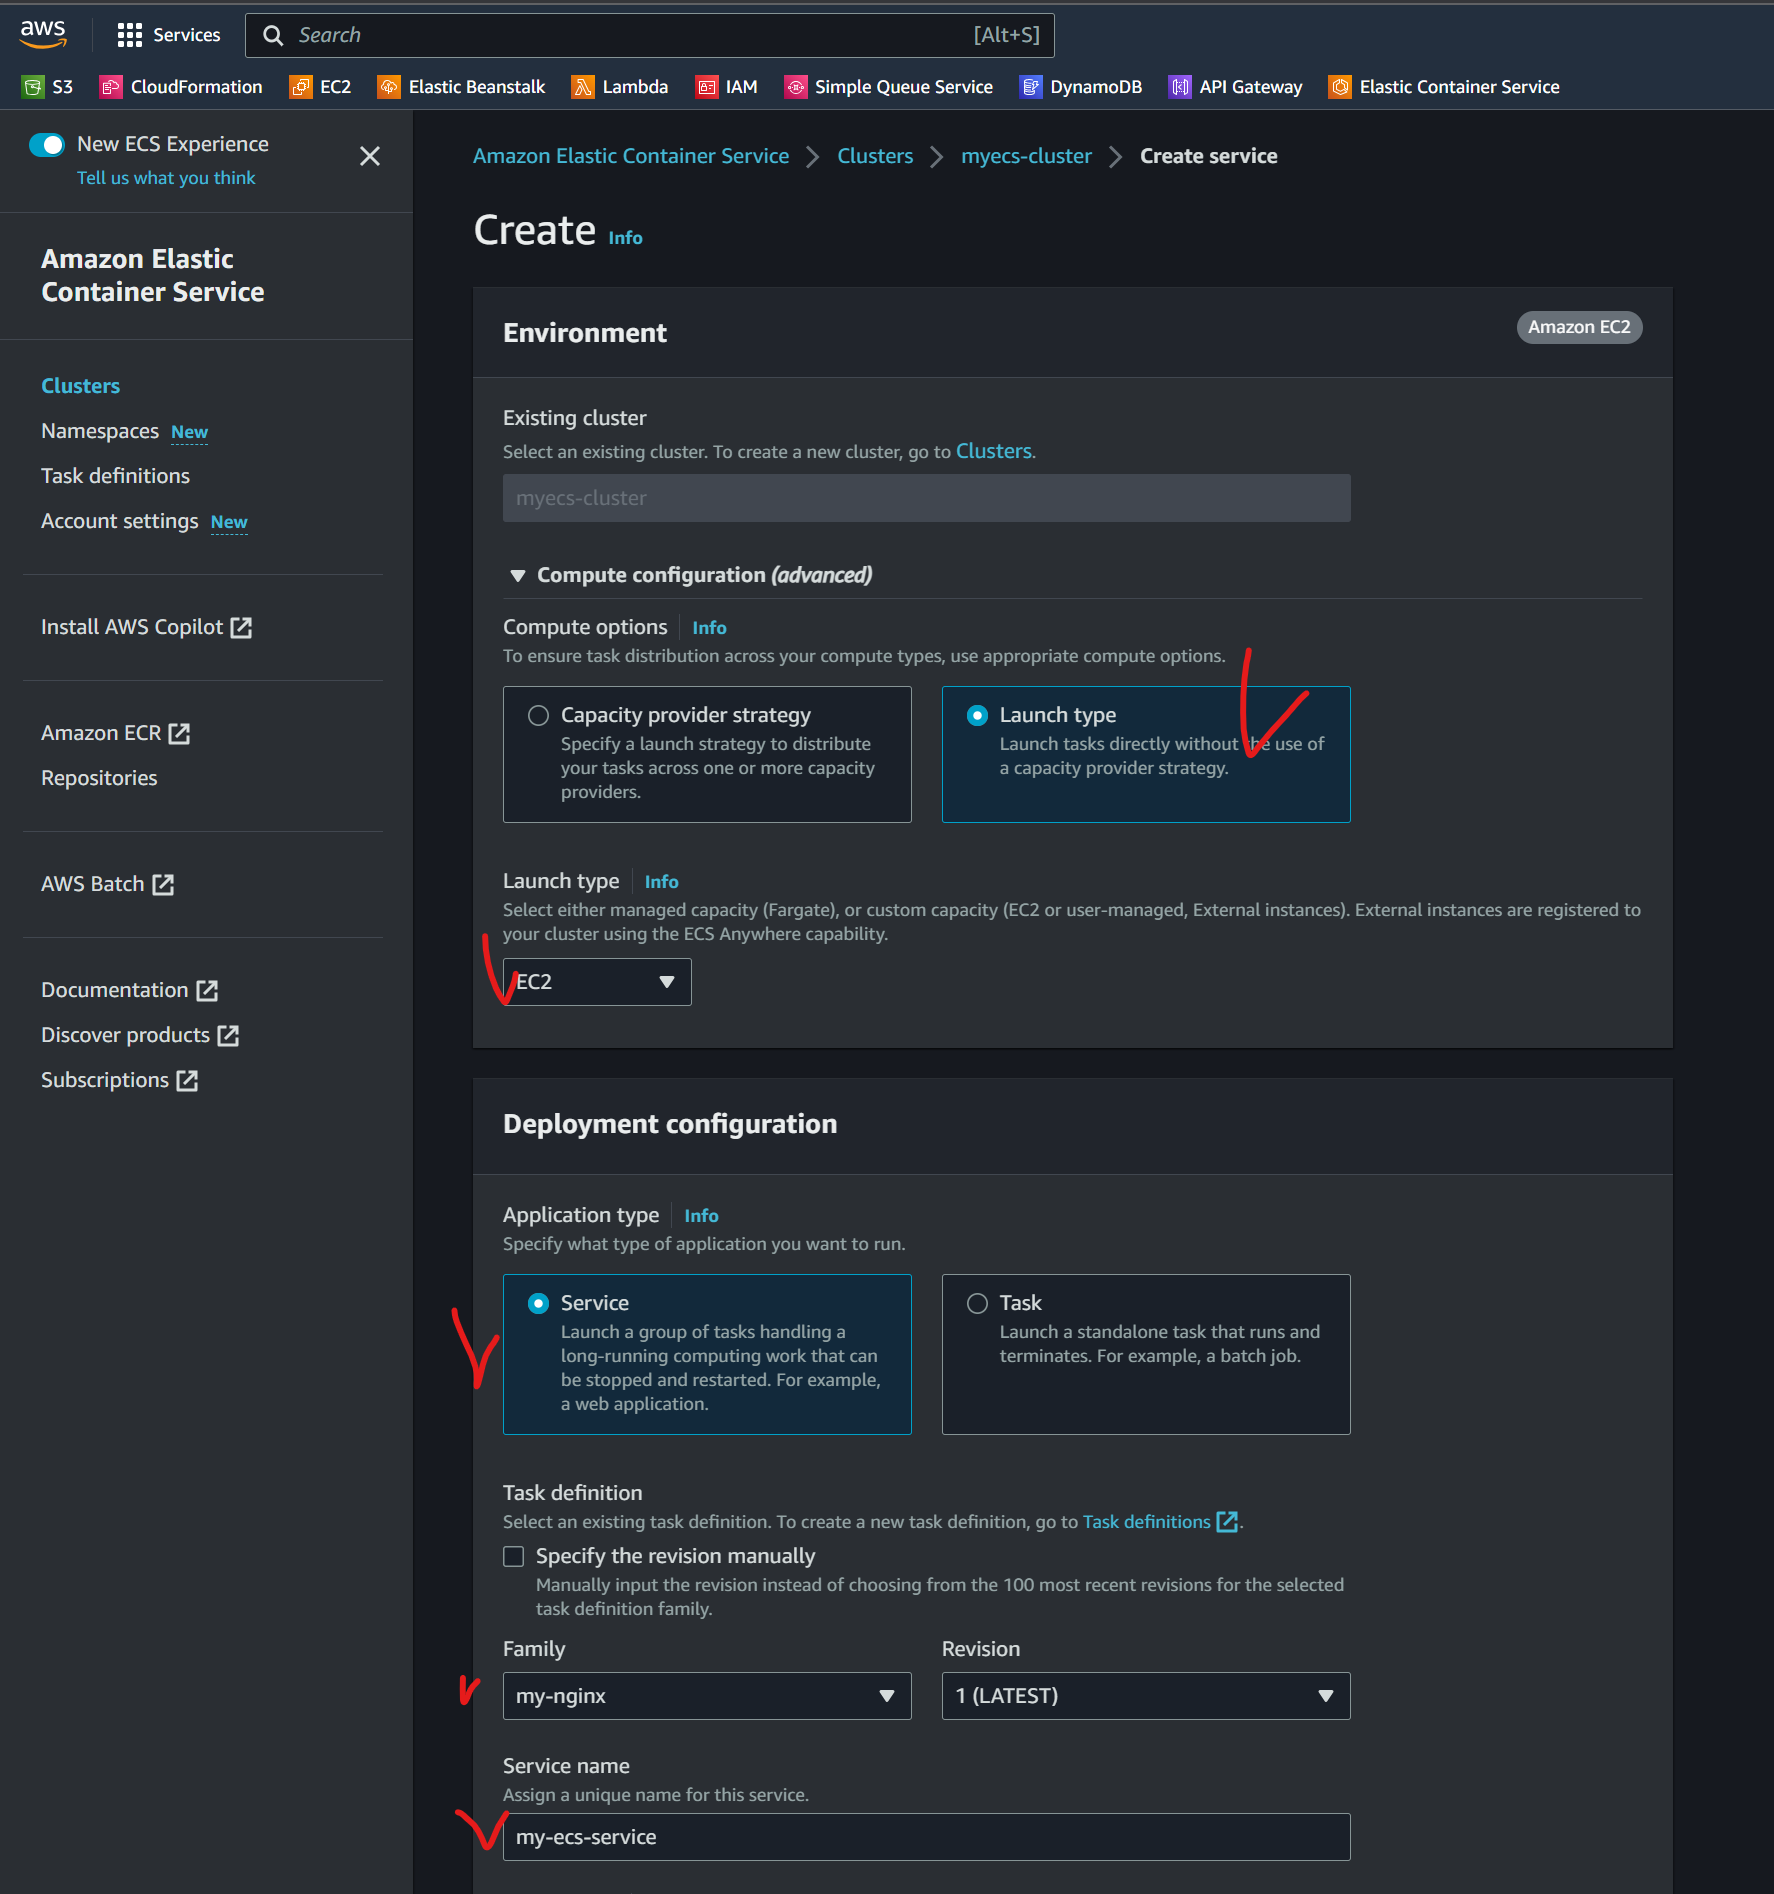 aws
Services
Search
[Alt+S]
S3
CloudFormation
EC2
Elastic Beanstalk
Lambda
IAM
Simple Queue Service
DynamoDB
API Gateway
Elastic Container Service
New ECS Experience
Tell us what you think
Amazon Elastic
Container Service
Clusters
Namespaces New
Task definitions
Account settings New
Install AWS Copilot
Amazon ECR
Repositories
AWS Batch
Documentation
Discover products
Subscriptions
Amazon Elastic Container Service
Clusters
myecs-cluster
Create service
Create Info
Environment
Amazon EC2
Existing cluster
Select an existing cluster. To create a new cluster, go to Clusters.
myecs-cluster
Compute configuration (advanced)
Compute options Info
To ensure task distribution across your compute types, use appropriate compute options.
Capacity provider strategy
Specify a launch strategy to distribute
your tasks across one or more capacity
providers.
Launch type
Launch tasks directly without the use of
a capacity provider strategy.
Launch type Info
Select either managed capacity (Fargate), or custom capacity (EC2 or user-managed, External instances). External instances are registered to
your cluster using the ECS Anywhere capability.
EC2
Deployment configuration
Application type Info
Specify what type of application you want to run.
Service
Launch a group of tasks handling a
long-running computing work that can
be stopped and restarted. For example,
a web application.
Task
Launch a standalone task that runs and
terminates. For example, a batch job.
Task definition
Select an existing task definition. To create a new task definition, go to Task definitions.
Specify the revision manually
Manually input the revision instead of choosing from the 100 most recent revisions for the selected
task definition family.
Family
my-nginx
Revision
1 (LATEST)
Service name
Assign a unique name for this service.
my-ecs-service